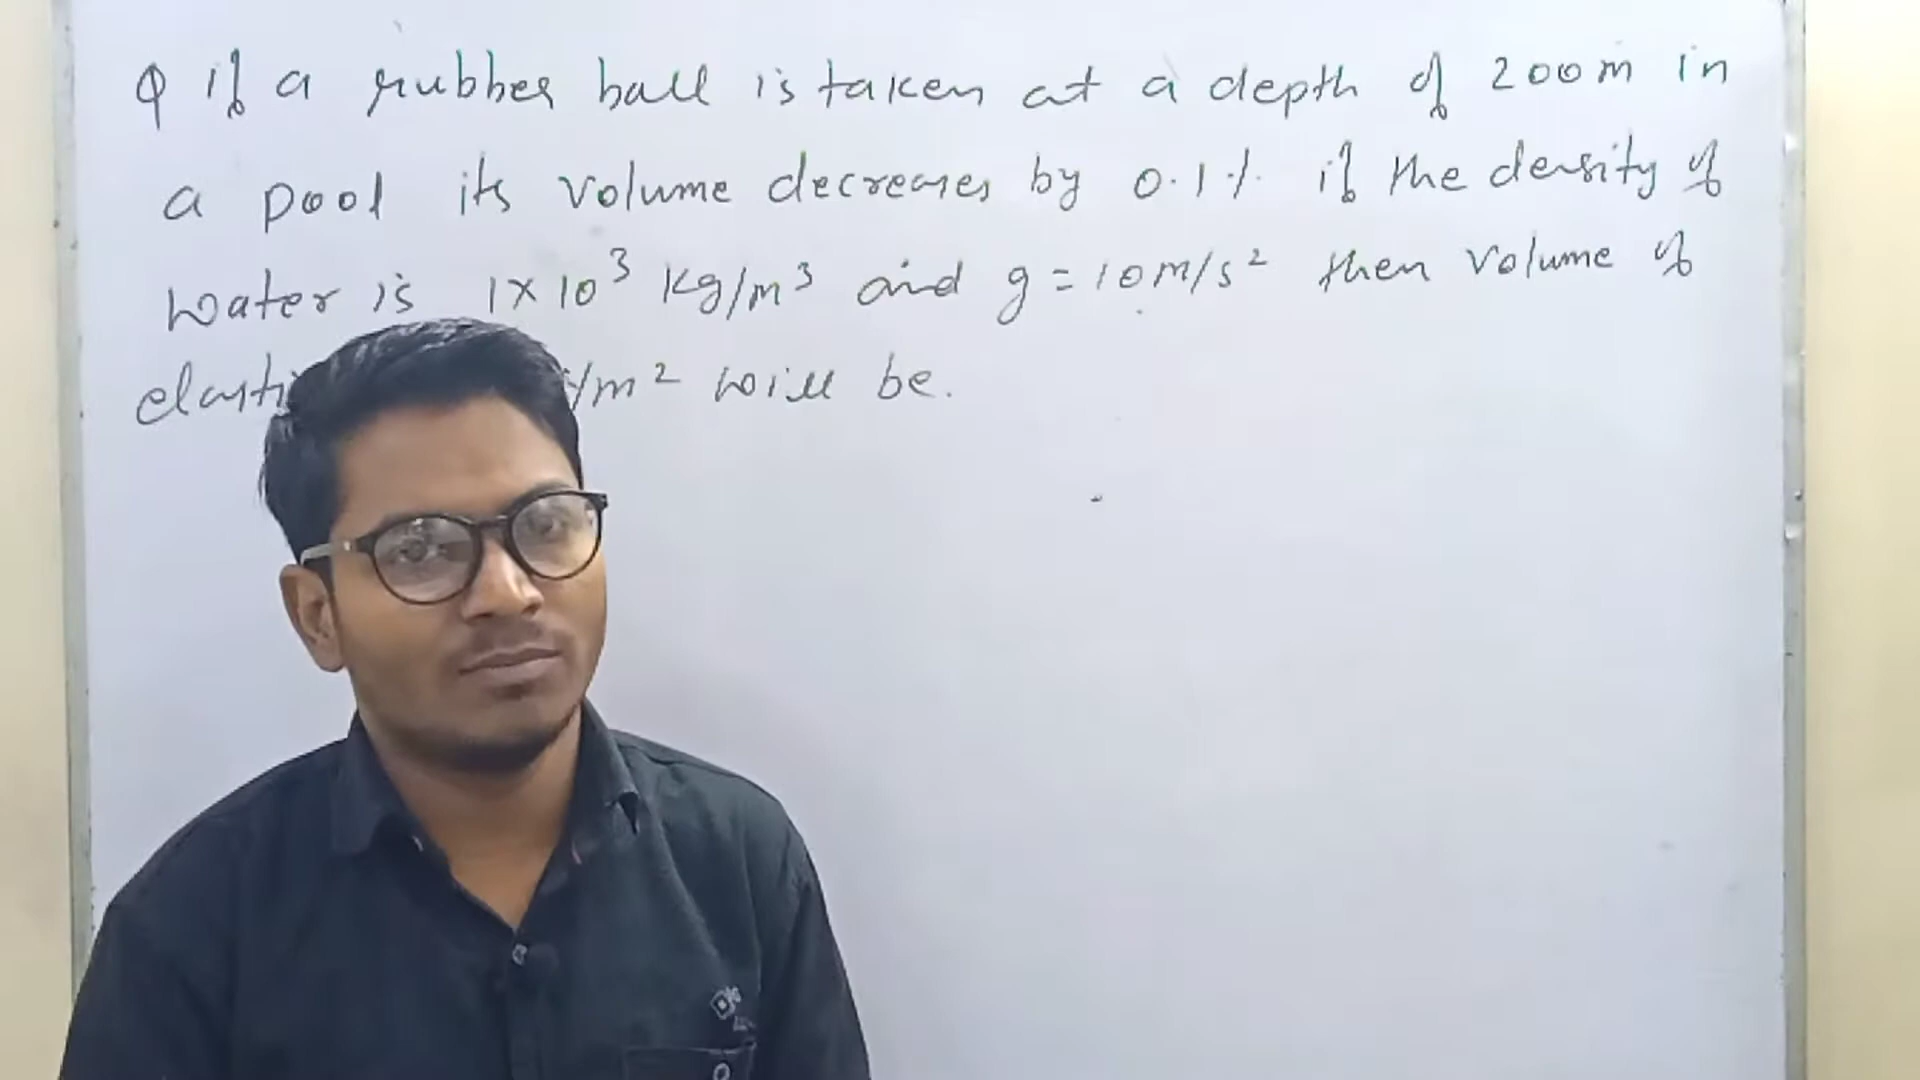 Q if a rubber ball is taken at a depth of 200m in
a pool its volume decreases by 0.1% if the density of
water is 1×10³ kg/m³ and g = 10m/s² then volume of
/m² will be.